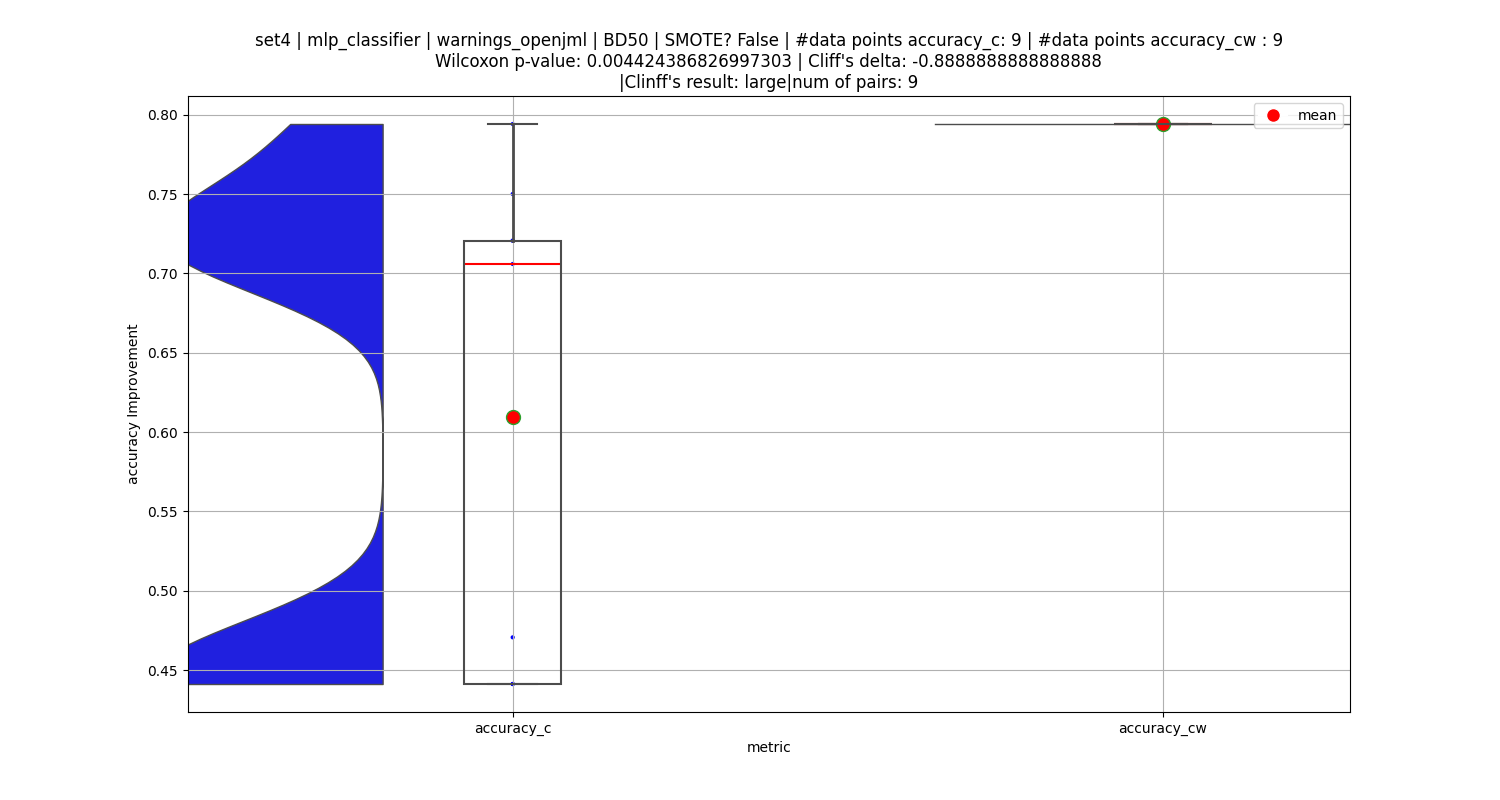 set4 | mlp_classifier | warnings_openjml | BD50 | SMOTE? False | #data points accuracy_c: 9 | #data points accuracy_cw : 9
Wilcoxon p-value: 0.004424386826997303 | Cliff's delta: -0.8888888888888888
|Clinff's result: large|num of pairs: 9
mean
0.80
0.75
0.70
0.65
0.60
0.55
0.50
0.45
accuracy Improvement
accuracy_c
accuracy_cw
metric